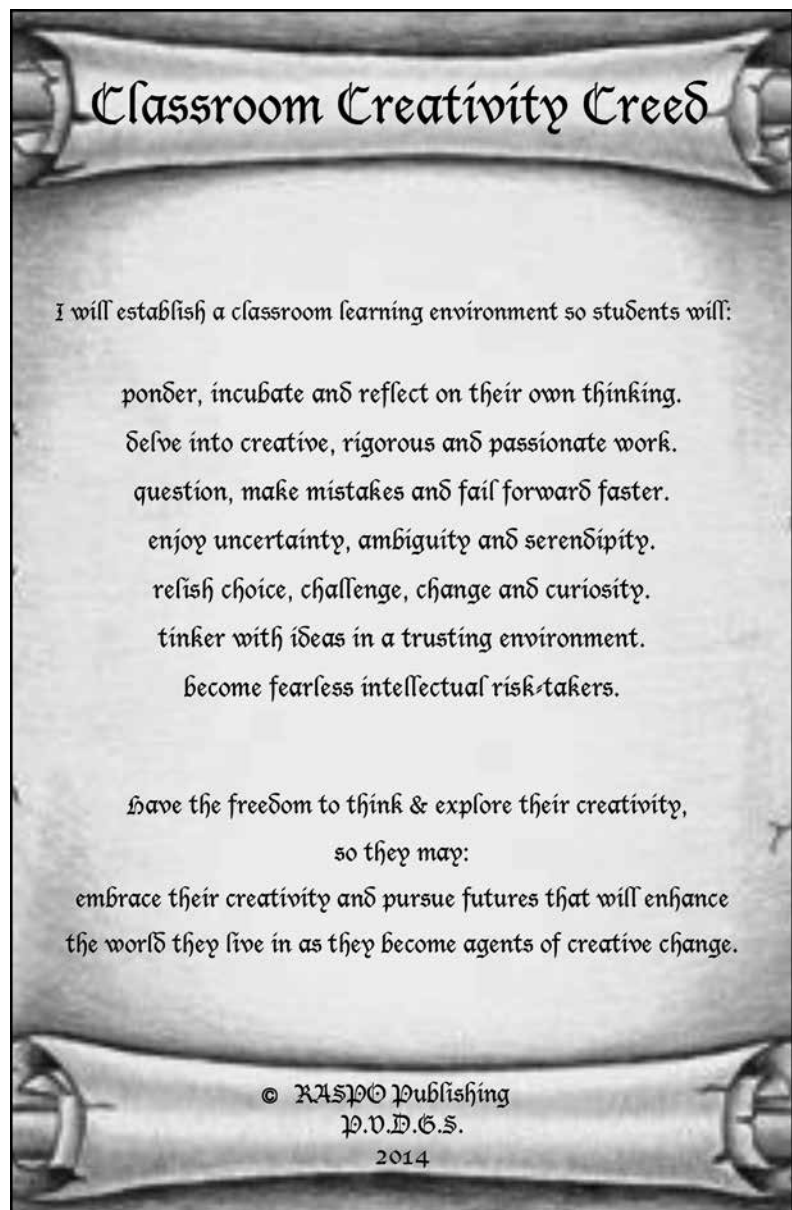 Classroom Creativity Creed
I will establish a classroom learning environment so students will:
ponder, incubate and reflect on their own thinking.
delve into creative, rigorous and passionate work.
question, make mistakes and fail forward faster.
enjoy uncertainty, ambiguity and serendipity.
relish choice, challenge, change and curiosity.
tinker with ideas in a trusting environment.
become fearless intellectual risk-takers.
Have the freedom to think & explore their creativity,
so they may:
embrace their creativity and pursue futures that will enhance
the world they live in as they become agents of creative change.
© RASPO Publishing
P.V.D.G.S.
2014